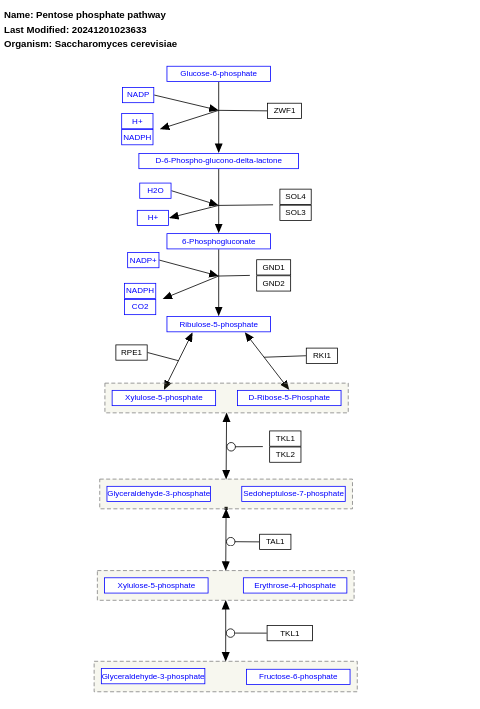 Name: Pentose phosphate pathway
Last Modified: 20241201023633
Organism: Saccharomyces cerevisiae
Glucose-6-phosphate
NADP
ZWF1
H+
NADPH
D-6-Phospho-glucono-delta-lactone
H2O
SOL4
H+
SOL3
6-Phosphogluconate
NADP+
GND1
GND2
NADPH
CO2
Ribulose-5-phosphate
RPE1
RKI1
Xylulose-5-phosphate
D-Ribose-5-Phosphate
TKL1
TKL2
Glyceraldehyde-3-phosphate
Sedoheptulose-7-phosphate
TAL1
Xylulose-5-phosphate
Erythrose-4-phosphate
TKL1
Glyceraldehyde-3-phosphate
Fructose-6-phosphate